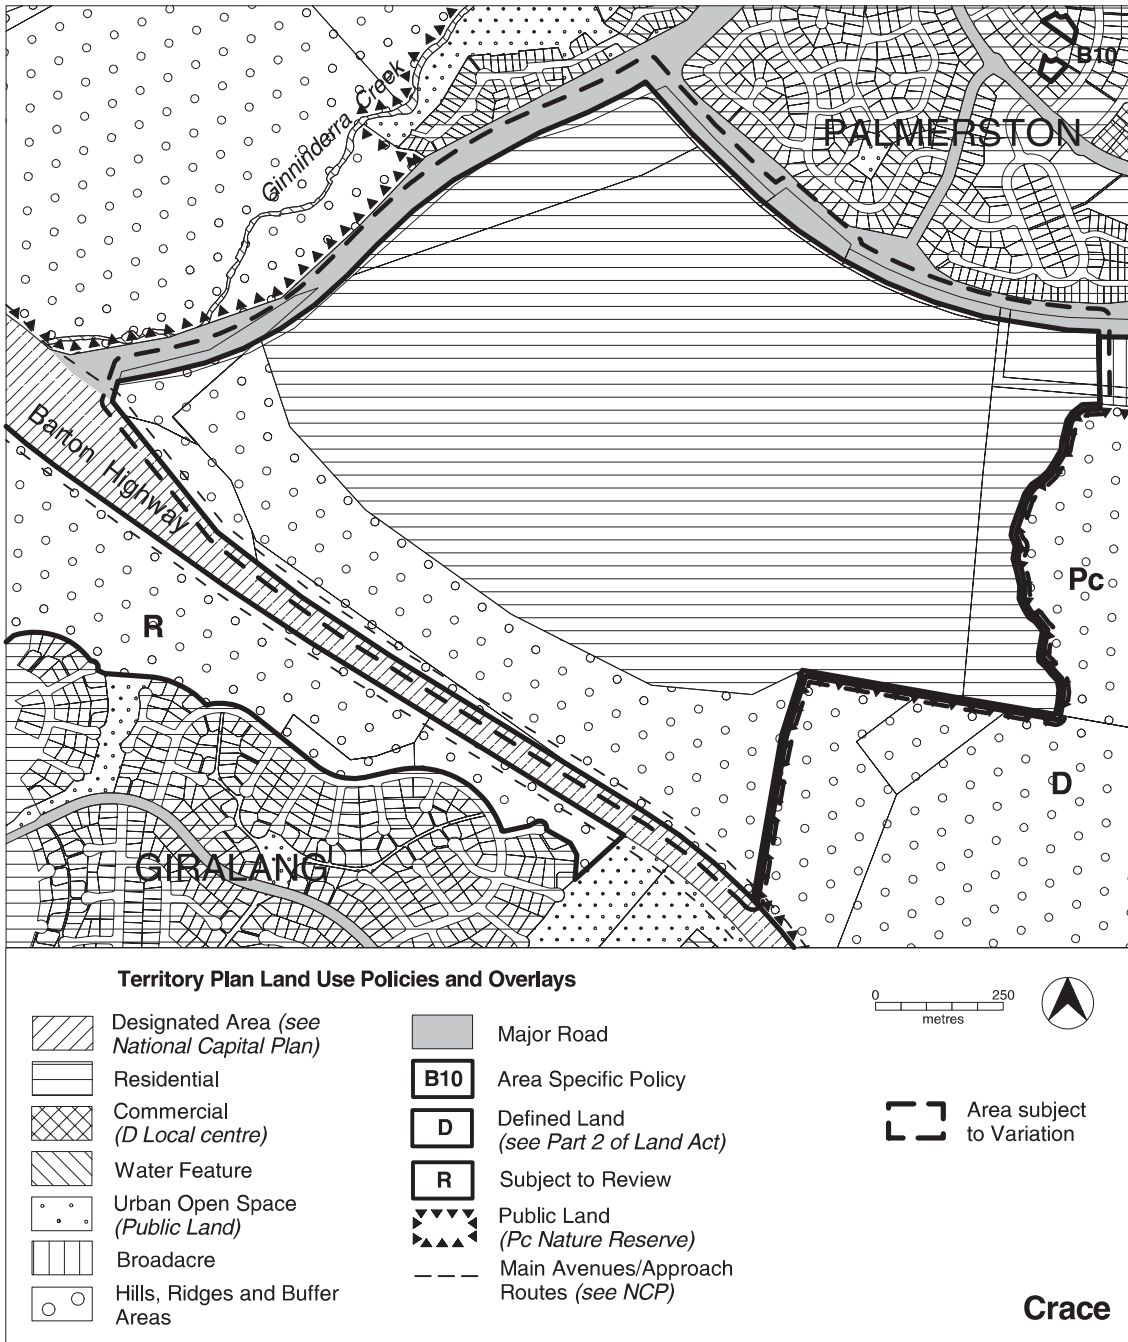 B10
PALMERSTON
Ginninderra Creek
Barton Highway
Pc
R
D
GIRALANG
Territory Plan Land Use Policies and Overlays
Designated Area (see
National Capital Plan)
Residential
Commercial
(D Local centre)
Water Feature
Urban Open Space
(Public Land)
Broadacre
Hills, Ridges and Buffer
Areas
Major Road
B10 Area Specific Policy
D Defined Land
(see Part 2 of Land Act)
R Subject to Review
Public Land
(Pc Nature Reserve)
Main Avenues/Approach
Routes (see NCP)
0 250
metres
Area subject
to Variation
Crace